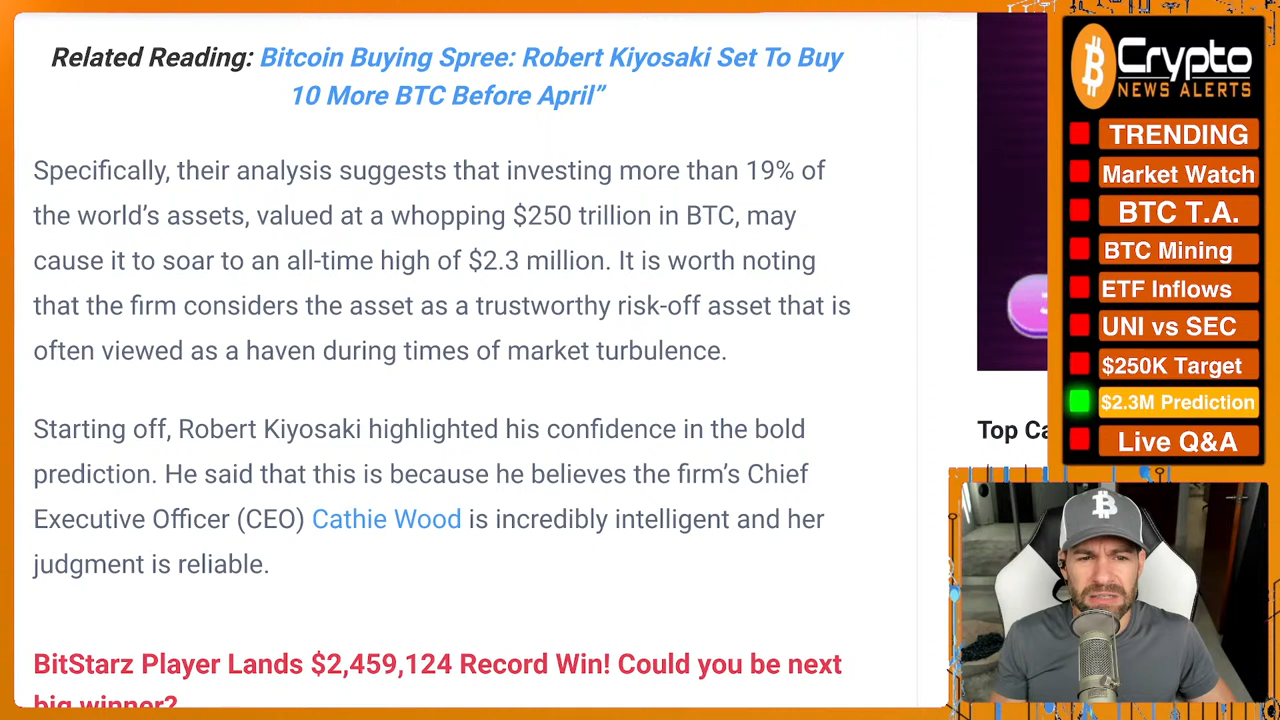 Related Reading: Bitcoin Buying Spree: Robert Kiyosaki Set To Buy
10 More BTC Before April”
Specifically, their analysis suggests that investing more than 19% of
the world’s assets, valued at a whopping $250 trillion in BTC, may
cause it to soar to an all-time high of $2.3 million. It is worth noting
that the firm considers the asset as a trustworthy risk-off asset that is
often viewed as a haven during times of market turbulence.
Starting off, Robert Kiyosaki highlighted his confidence in the bold
prediction. He said that this is because he believes the firm’s Chief
Executive Officer (CEO) Cathie Wood is incredibly intelligent and her
judgment is reliable.
BitStarz Player Lands $2,459,124 Record Win! Could you be next
big winner?
Top Ca
Crypto
NEWS ALERTS
TRENDING
Market Watch
BTC T.A.
BTC Mining
ETF Inflows
UNI vs SEC
$250K Target
$2.3M Prediction
Live Q&A